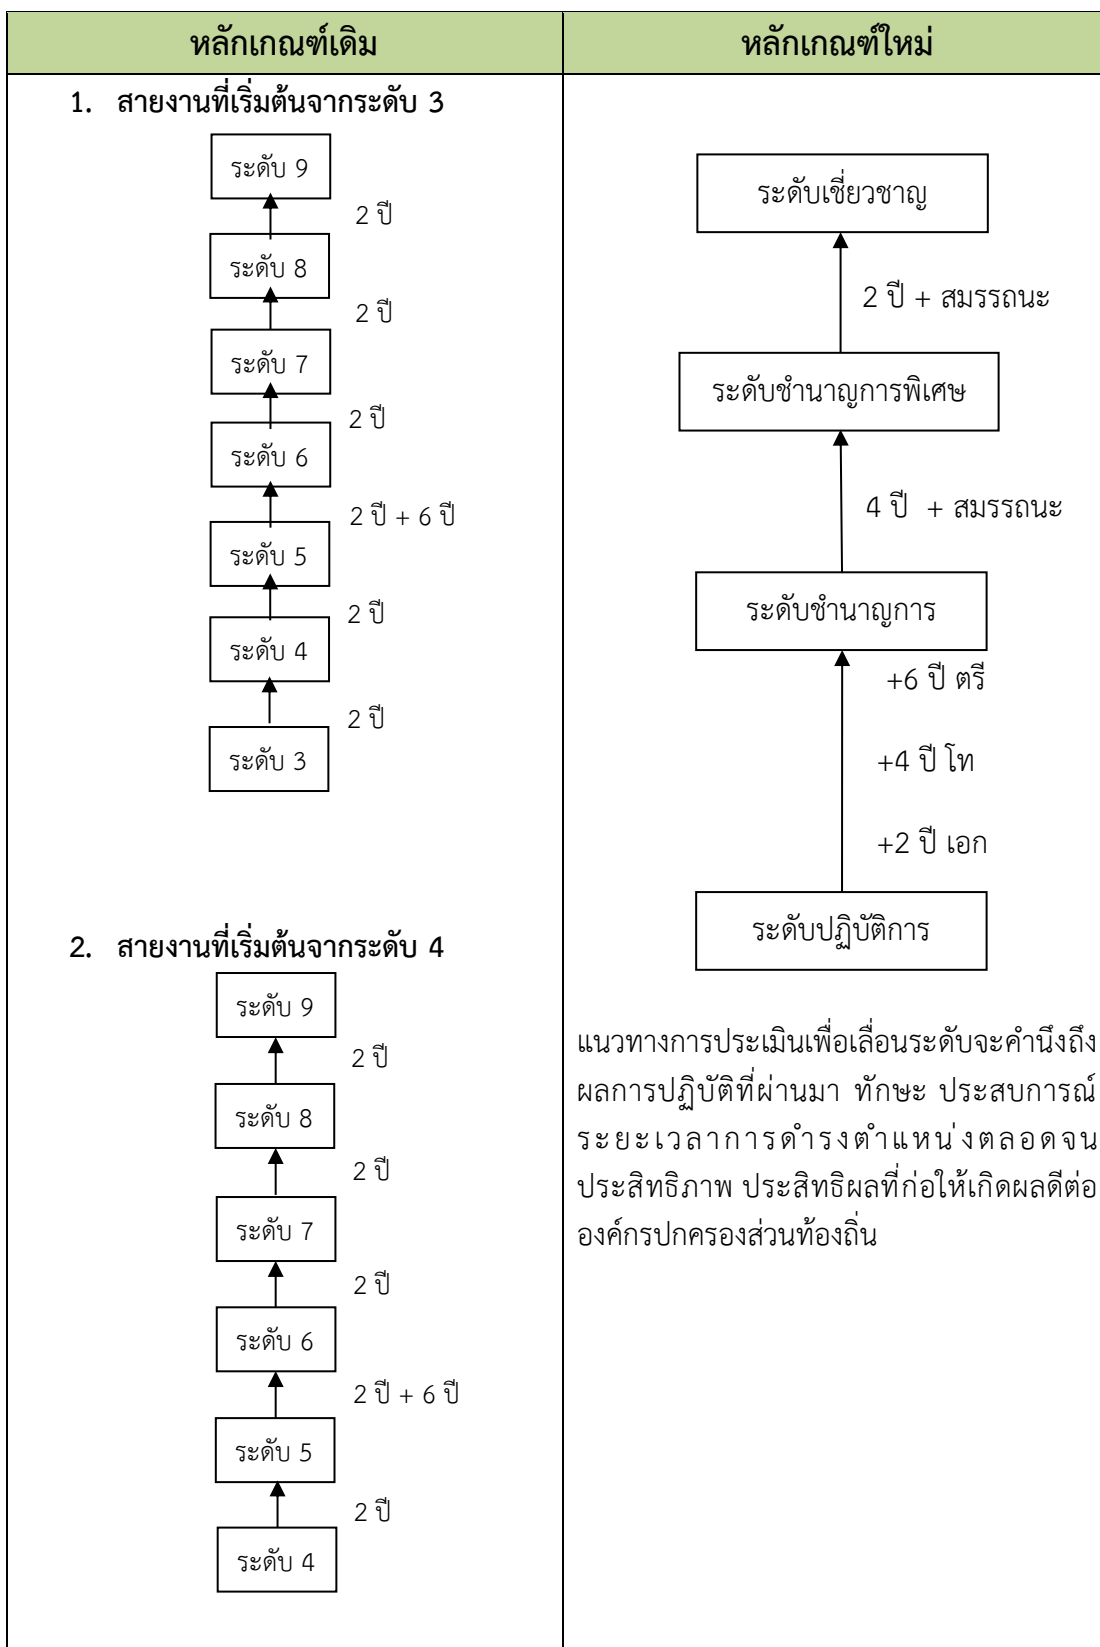 หลักเกณฑ์เดิม
1. สายงานที่เริ่มต้นจากระดับ 3
ระดับ 9
2 ปี
ระดับ 8
2 ปี
ระดับ 7
2 ปี
ระดับ 6
2 ปี + 6 ปี
ระดับ 5
2 ปี
ระดับ 4
2 ปี
ระดับ 3
2. สายงานที่เริ่มต้นจากระดับ 4
ระดับ 9
2 ปี
ระดับ 8
2 ปี
ระดับ 7
2 ปี
ระดับ 6
2 ปี + 6 ปี
ระดับ 5
2 ปี
ระดับ 4
หลักเกณฑ์ใหม่
ระดับเชี่ยวชาญ
2 ปี + สมรรถนะ
ระดับชำนาญการพิเศษ
4 ปี + สมรรถนะ
ระดับชำนาญการ
+6 ปี ตรี
+4 ปี โท
+2 ปี เอก
ระดับปฏิบัติการ
แนวทางการประเมินเพื่อเลื่อนระดับจะคำนึงถึง
ผลการปฏิบัติที่ผ่านมา ทักษะ ประสบการณ์
ระยะเวลาการดำรงตำแหน่งตลอดจน
ประสิทธิภาพ ประสิทธิผลที่ก่อให้เกิดผลดีต่อ
องค์กรปกครองส่วนท้องถิ่น